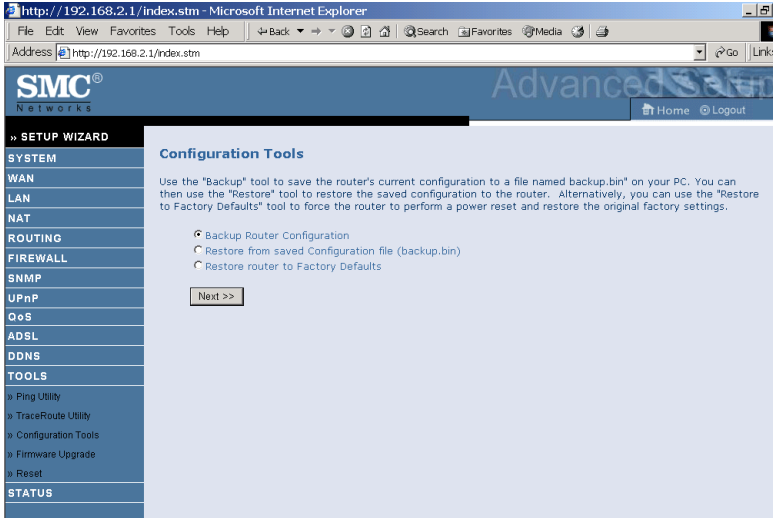 http://192.168.2.1/index.stm - Microsoft Internet Explorer
File Edit View Favorites Tools Help Back Search Favorites Media
Address http://192.168.2.1/index.stm Go Links
SMC®
Networks
Advanced Setup
Home Logout
» SETUP WIZARD
SYSTEM
WAN
LAN
NAT
ROUTING
FIREWALL
SNMP
UPnP
QoS
ADSL
DDNS
TOOLS
» Ping Utility
» TraceRoute Utility
» Configuration Tools
» Firmware Upgrade
» Reset
STATUS
Configuration Tools
Use the "Backup" tool to save the router's current configuration to a file named backup.bin" on your PC. You can
then use the "Restore" tool to restore the saved configuration to the router. Alternatively, you can use the "Restore
to Factory Defaults" tool to force the router to perform a power reset and restore the original factory settings.
Backup Router Configuration
Restore from saved Configuration file (backup.bin)
Restore router to Factory Defaults
Next >>